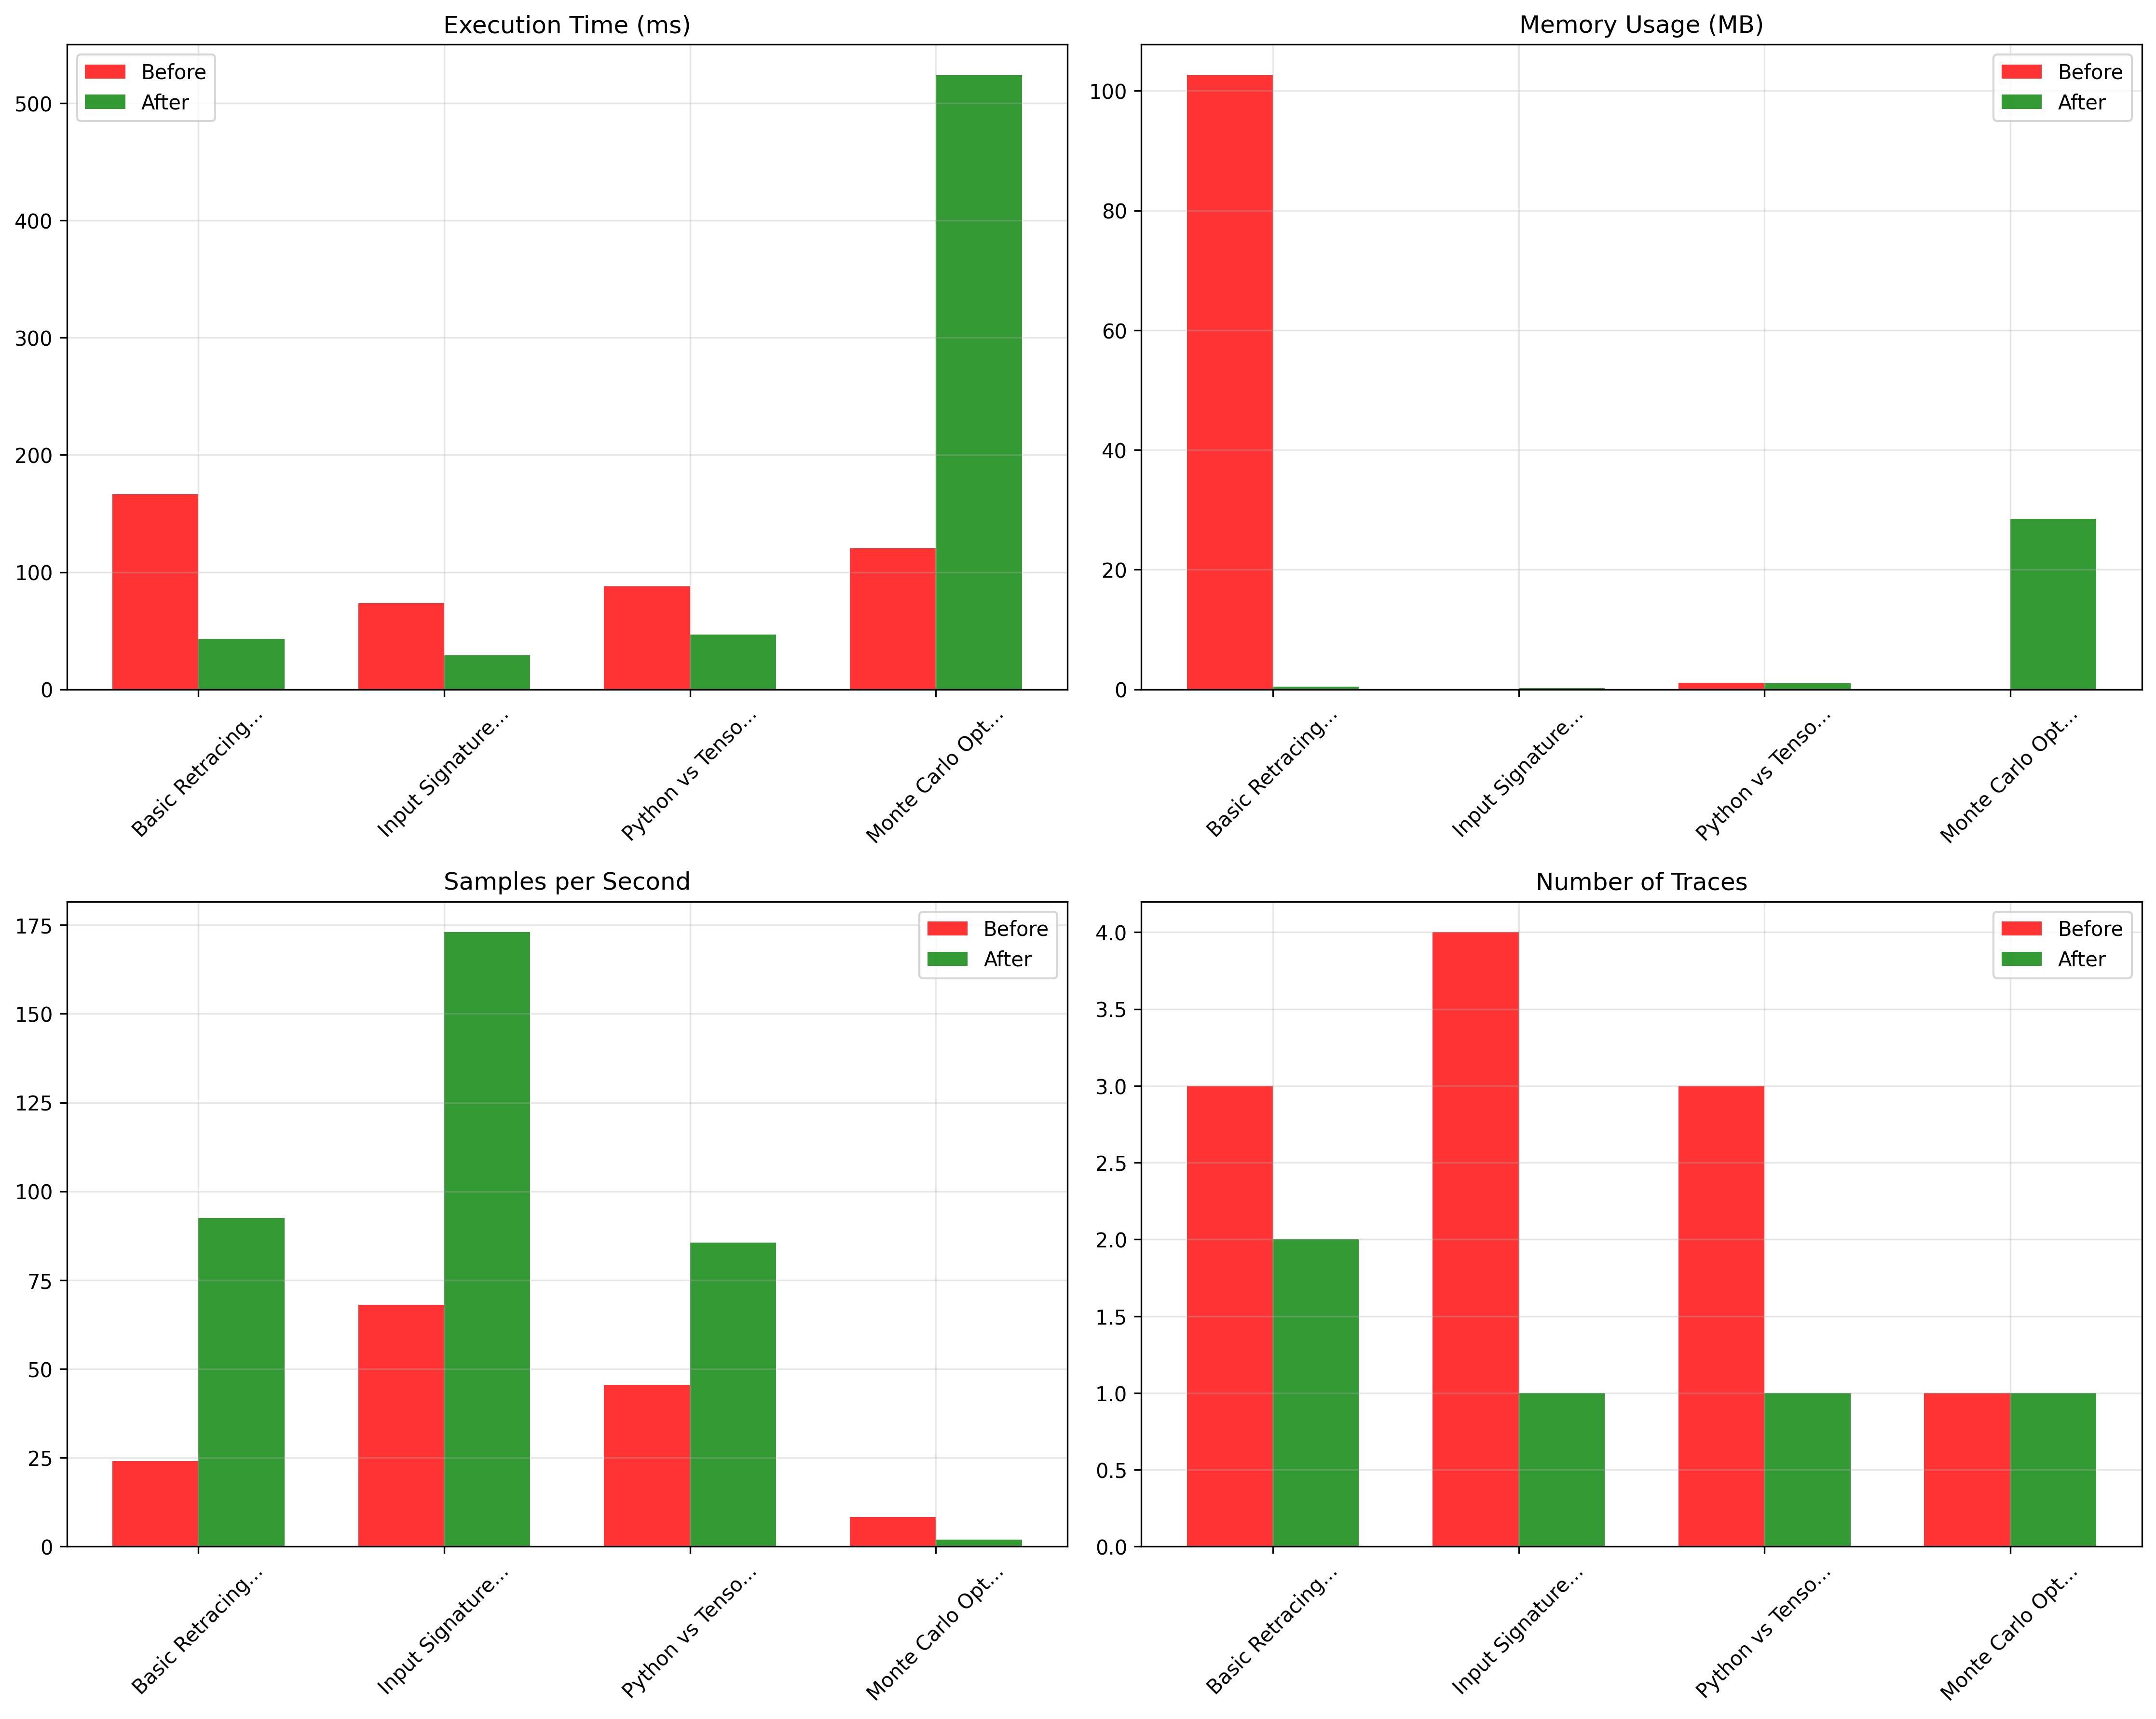 Execution Time (ms)
Before
After
500
400
300
200
100
0
Basic Retracing...
Input Signature...
Python vs Tenso...
Monte Carlo Opt...
Memory Usage (MB)
Before
After
100
80
60
40
20
0
Basic Retracing...
Input Signature...
Python vs Tenso...
Monte Carlo Opt...
Samples per Second
Before
After
175
150
125
100
75
50
25
0
Basic Retracing...
Input Signature...
Python vs Tenso...
Monte Carlo Opt...
Number of Traces
Before
After
4.0
3.5
3.0
2.5
2.0
1.5
1.0
0.5
0.0
Basic Retracing...
Input Signature...
Python vs Tenso...
Monte Carlo Opt...